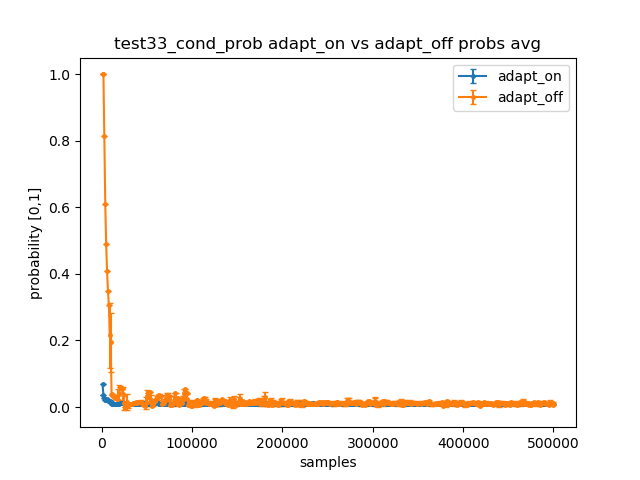 test33_cond_prob adapt_on vs adapt_off probs avg
adapt_on
adapt_off
probability [0,1]
1.0
0.8
0.6
0.4
0.2
0.0
0
100000
200000
300000
400000
500000
samples